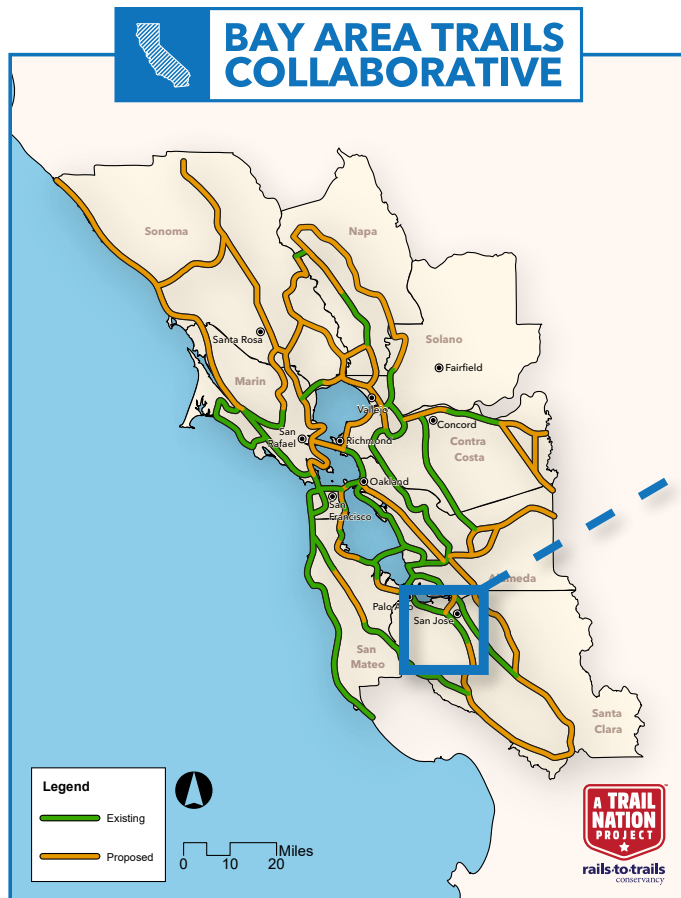 BAY AREA TRAILS
COLLABORATIVE
Sonoma
Napa
Santa Rosa
Solano
Fairfield
Marin
Vallejo
Concord
San
Rafael
Richmond
Contra
Costa
Oakland
San
Francisco
Alameda
Palo Alto
San Jose
San
Mateo
Santa
Clara
Legend
Existing
Proposed
Miles
0 10 20
A TRAIL
NATION
PROJECT
rails-to-trails
conservancy